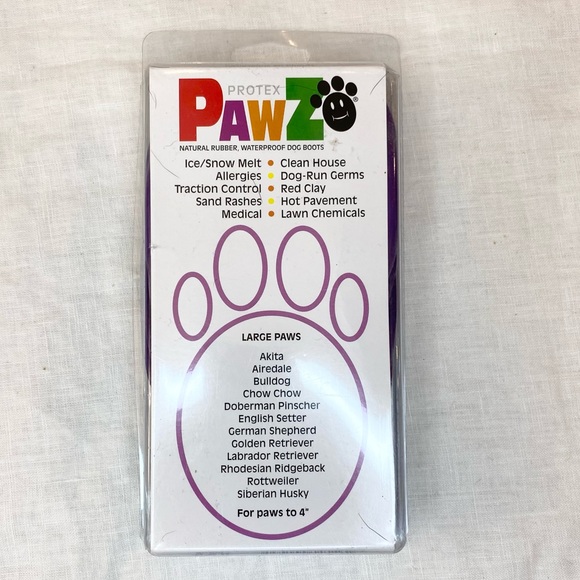 PROTEX
PAWZ ®
NATURAL RUBBER, WATERPROOF DOG BOOTS
Ice/Snow Melt • Clean House
Allergies • Dog-Run Germs
Traction Control • Red Clay
Sand Rashes • Hot Pavement
Medical • Lawn Chemicals
LARGE PAWS
Akita
Airedale
Bulldog
Chow Chow
Doberman Pinscher
English Setter
German Shepherd
Golden Retriever
Labrador Retriever
Rhodesian Ridgeback
Rottweiler
Siberian Husky
For paws to 4"